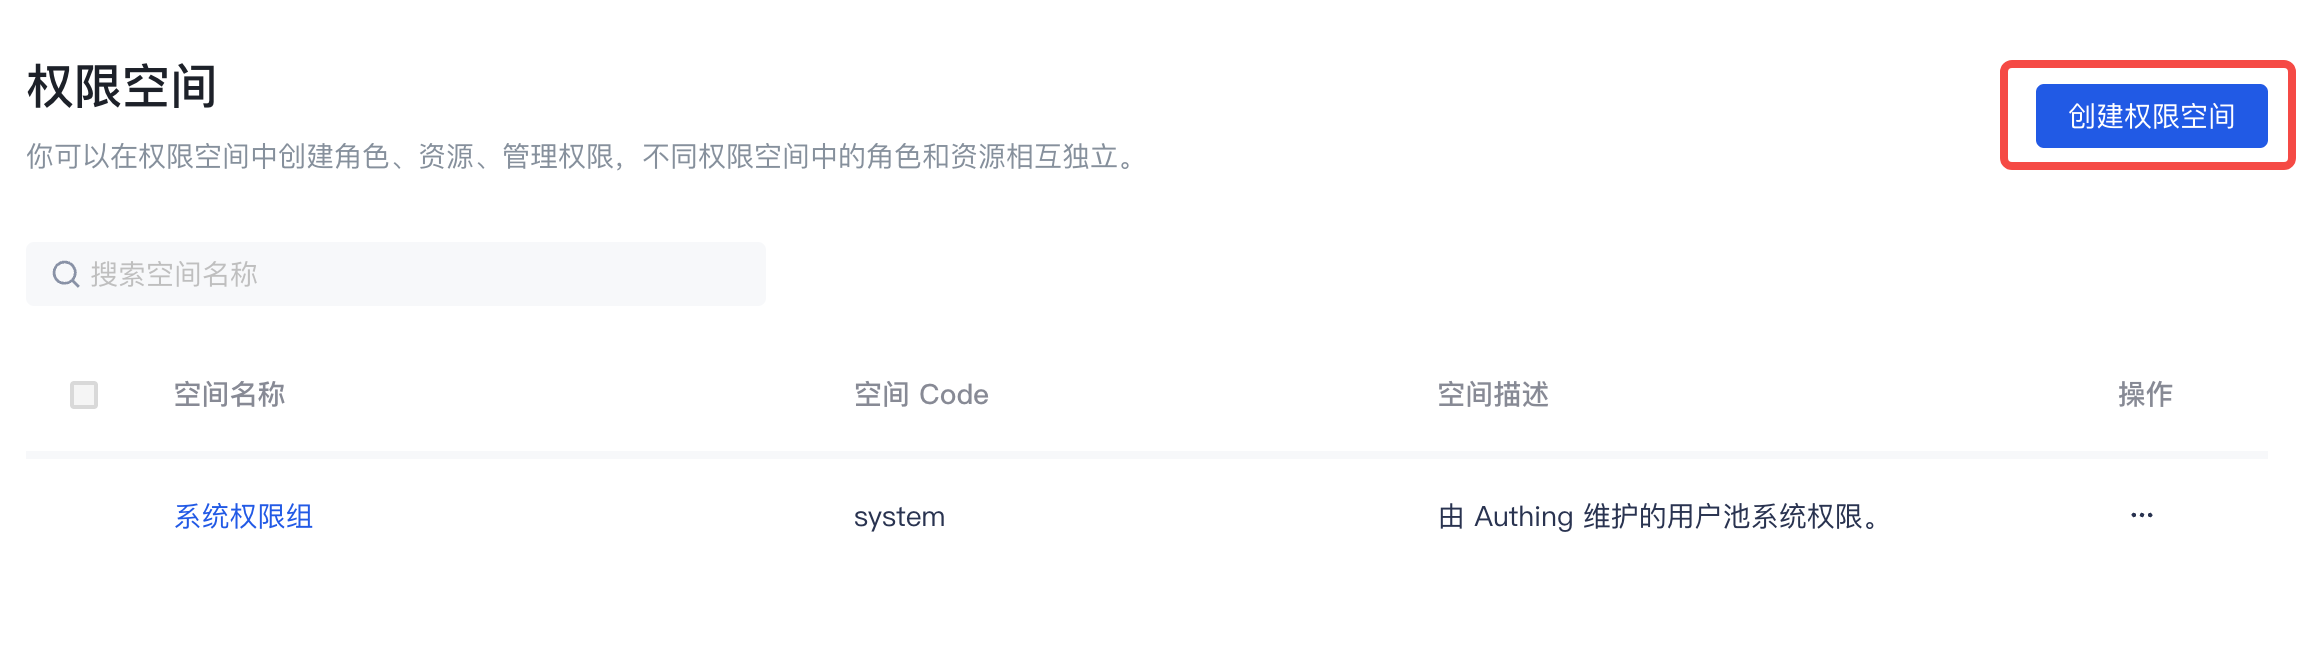 权限空间
创建权限空间
你可以在权限空间中创建角色、资源、管理权限，不同权限空间中的角色和资源相互独立。
搜索空间名称
空间名称 空间 Code 空间描述 操作
系统权限组 system 由 Authing 维护的用户池系统权限。 ···